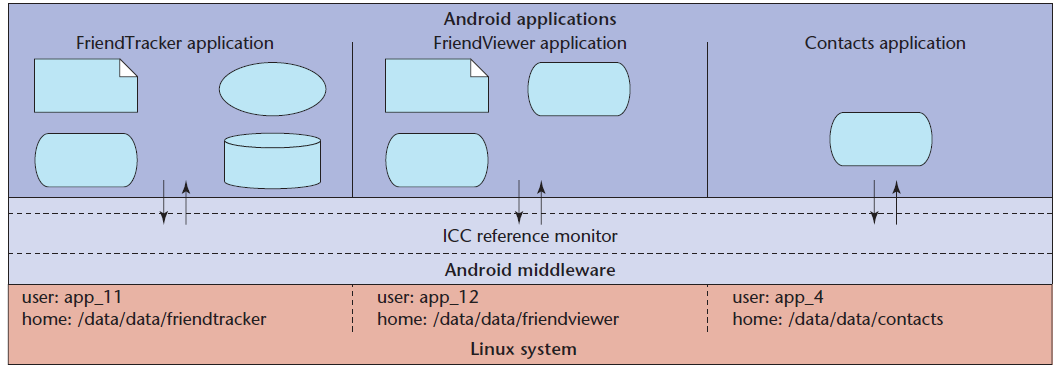 Android applications
FriendTracker application
FriendViewer application
Contacts application
ICC reference monitor
Android middleware
user: app_11
home: /data/data/friendtracker
user: app_12
home: /data/data/friendviewer
user: app_4
home: /data/data/contacts
Linux system